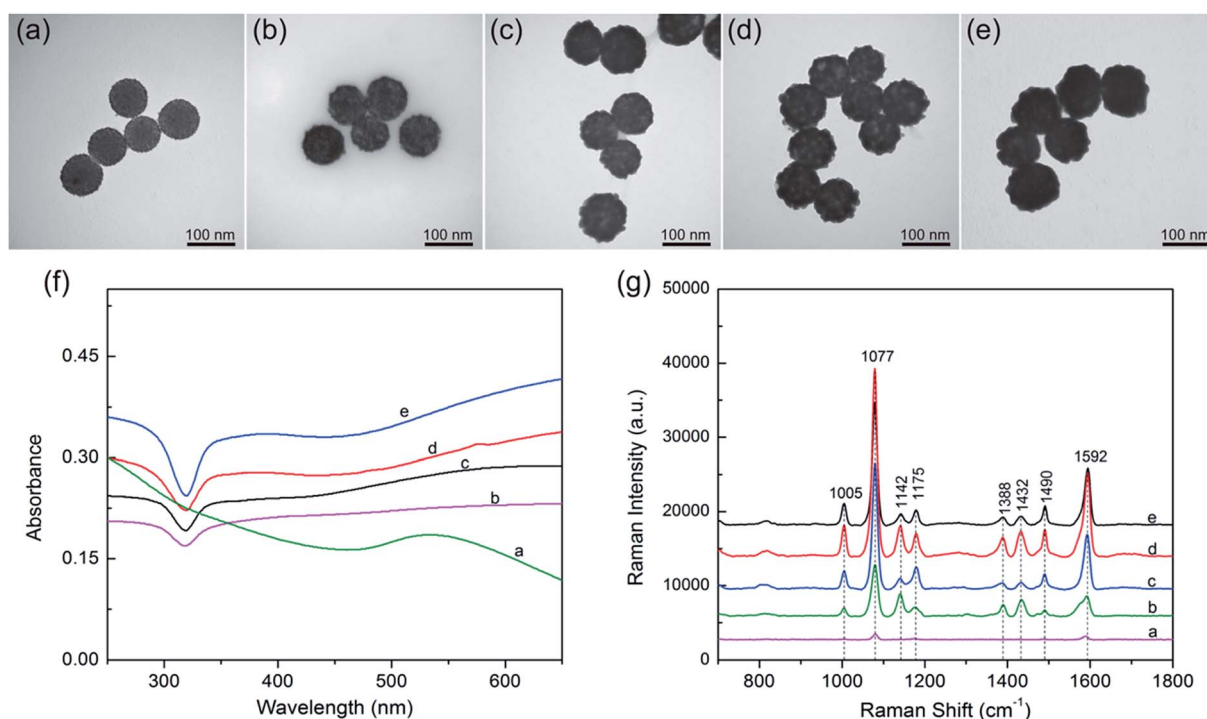 (a)
(b)
(c)
(d)
(e)
100 nm
100 nm
100 nm
100 nm
100 nm
(f)
0.45
0.30
0.15
0.00
Absorbance
300
400
500
600
Wavelength (nm)
e
d
c
b
a
(g)
50000
40000
30000
20000
10000
0
Raman Intensity (a.u.)
800
1000
1200
1400
1600
1800
Raman Shift (cm⁻¹)
1005
1077
1142
1175
1388
1432
1490
1592
e
d
c
b
a